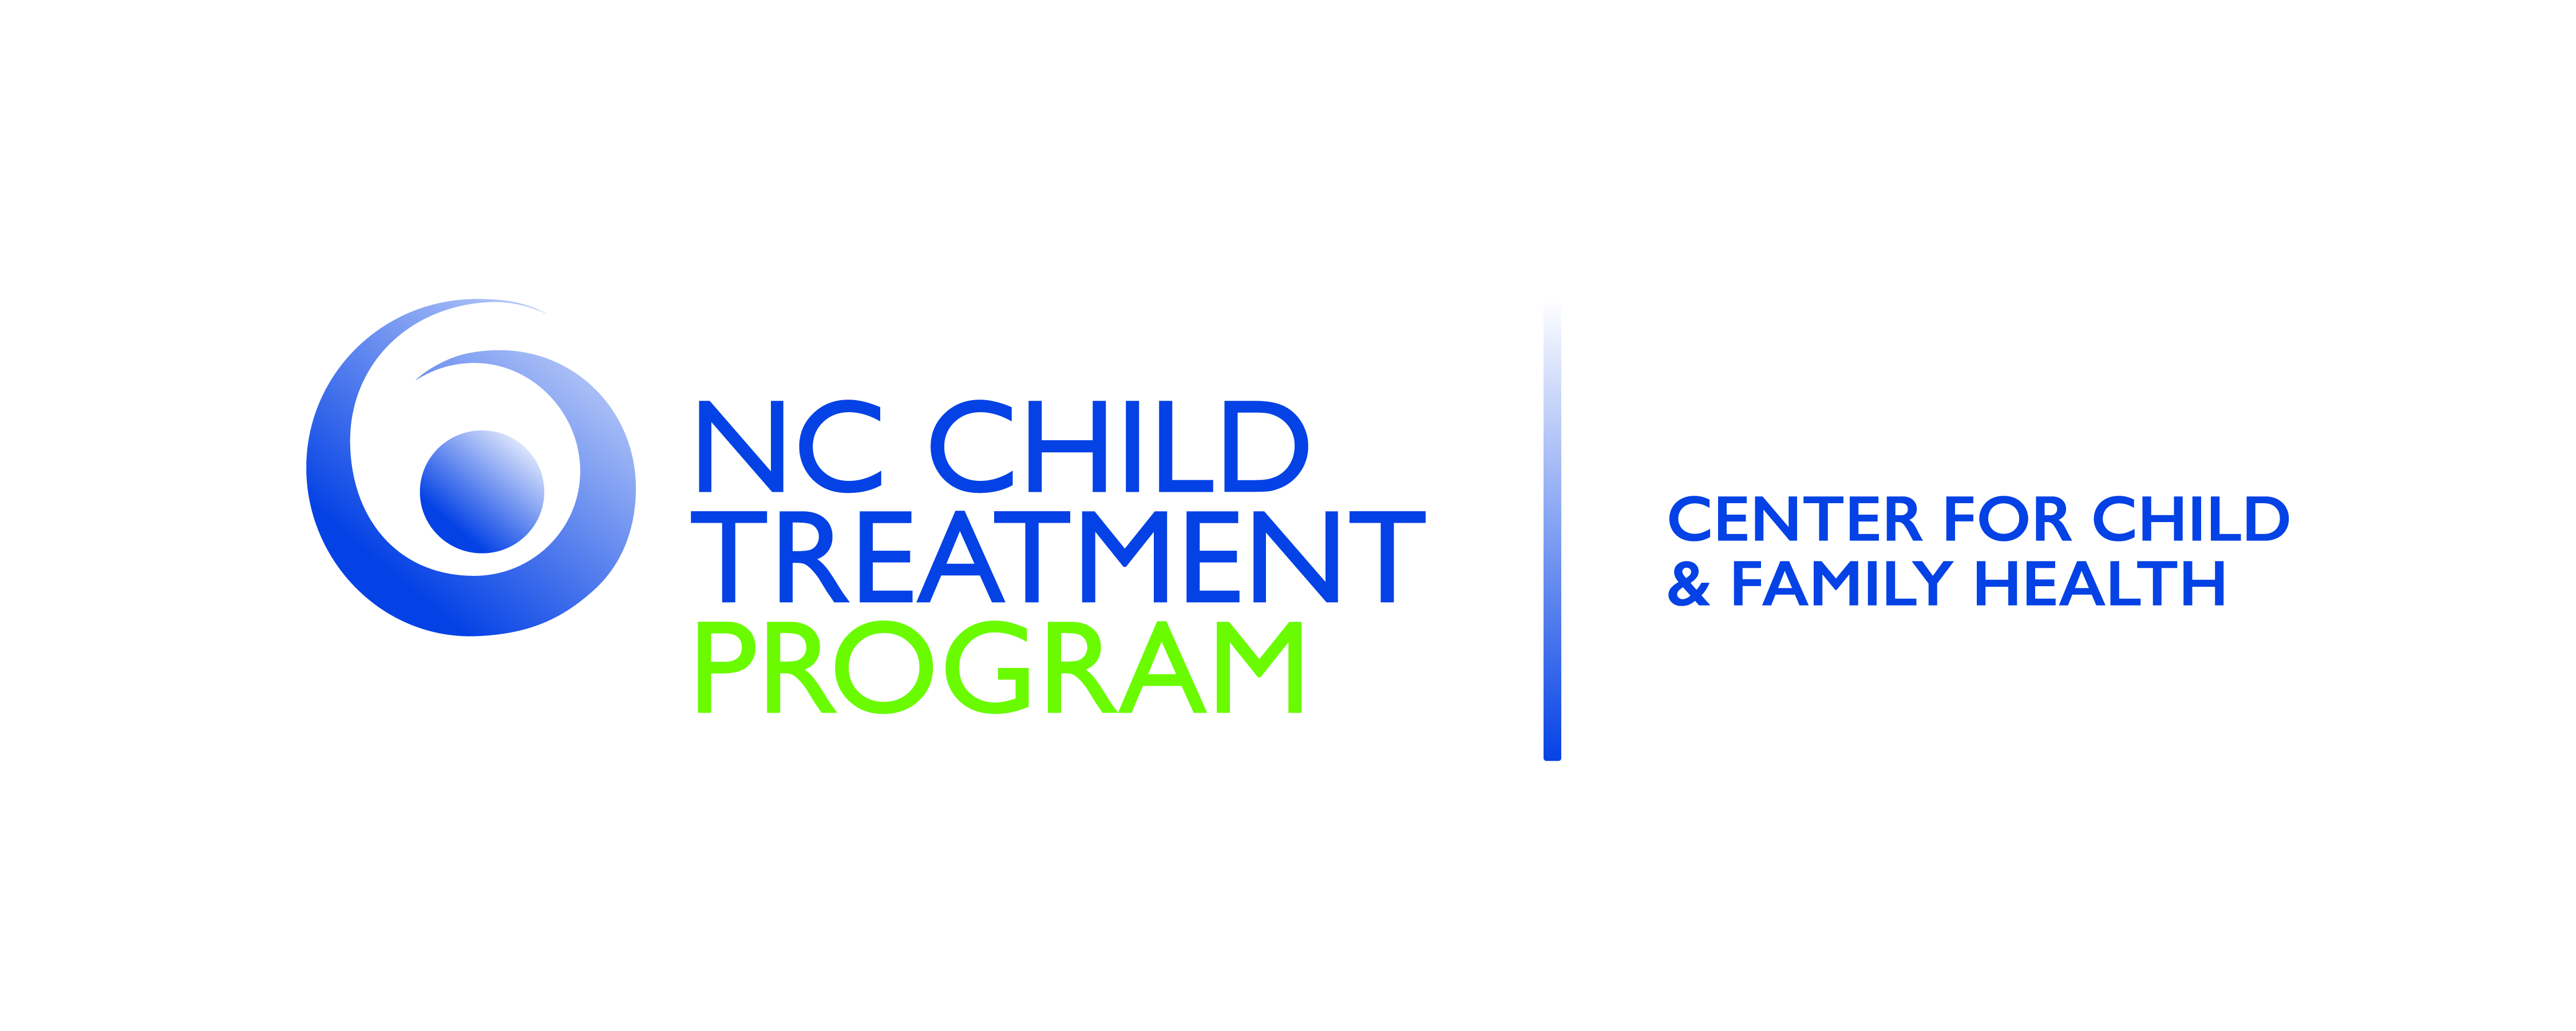 NC CHILD
TREATMENT
PROGRAM
CENTER FOR CHILD
& FAMILY HEALTH